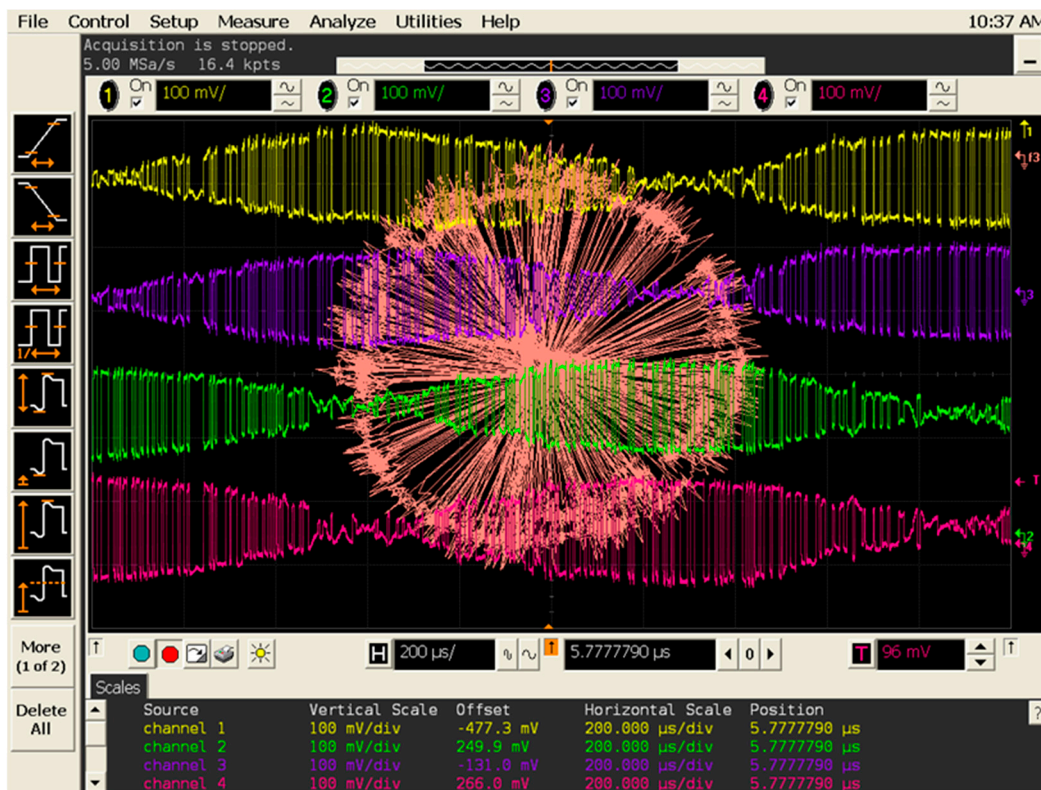 File Control Setup Measure Analyze Utilities Help 10:37 AM
Acquisition is stopped.
5.00 MSa/s 16.4 kpts
1 On 100 mV/ 2 On 100 mV/ 3 On 100 mV/ 4 On 100 mV/
1
f3
3
T
2
4
1/
More
(1 of 2)
Delete
All
H 200 µs/ 5.7777790 µs 0 T 96 mV
Scales
Source Vertical Scale Offset Horizontal Scale Position
channel 1 100 mV/div -477.3 mV 200.000 µs/div 5.7777790 µs
channel 2 100 mV/div 249.9 mV 200.000 µs/div 5.7777790 µs
channel 3 100 mV/div -131.0 mV 200.000 µs/div 5.7777790 µs
channel 4 100 mV/div 266.0 mV 200.000 µs/div 5.7777790 µs
?